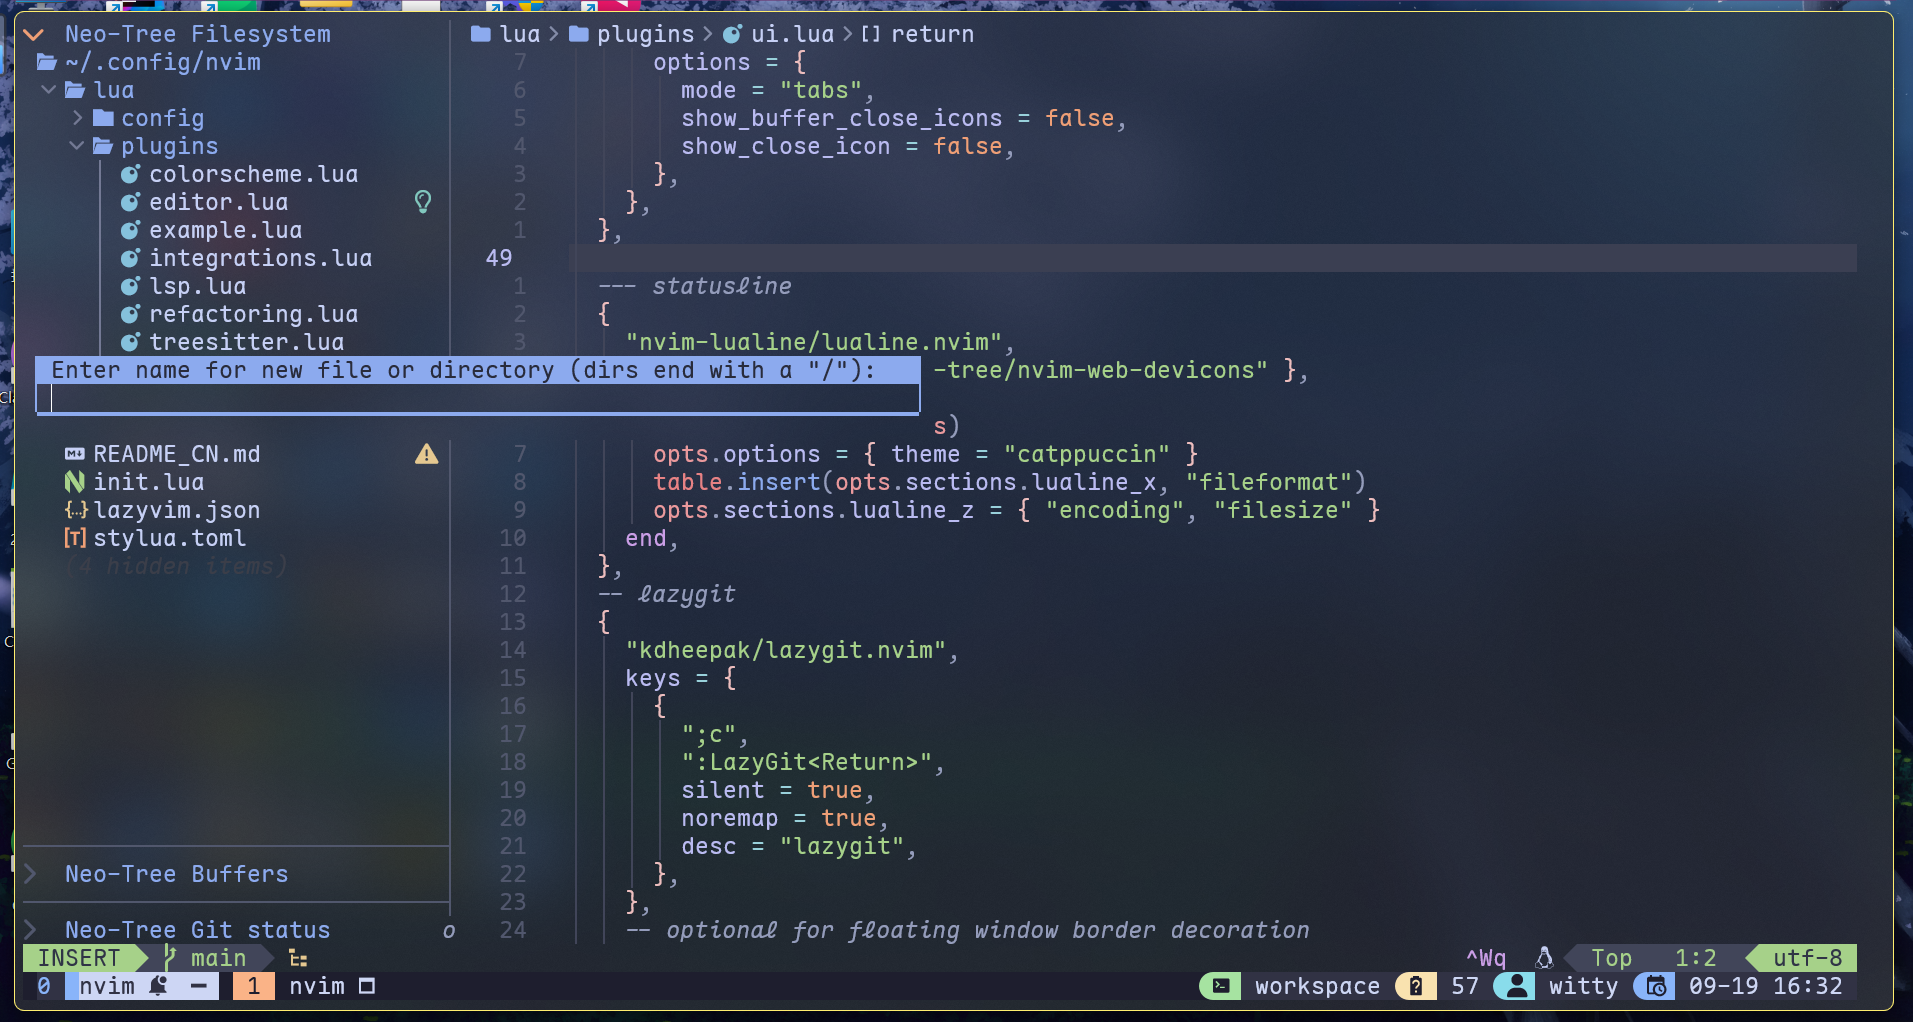 Neo-Tree Filesystem
~/.config/nvim
lua
config
plugins
colorscheme.lua
editor.lua
example.lua
integrations.lua
lsp.lua
refactoring.lua
treesitter.lua
Enter name for new file or directory (dirs end with a "/"):
README_CN.md
init.lua
lazyvim.json
stylua.toml
(4 hidden items)
Neo-Tree Buffers
Neo-Tree Git status
lua > plugins > ui.lua > [] return
7 options = {
6 mode = "tabs",
5 show_buffer_close_icons = false,
4 show_close_icon = false,
3 },
2 },
1 },
49
1 --- statusline
2 {
3 "nvim-lualine/lualine.nvim",
-tree/nvim-web-devicons" },
s)
7 opts.options = { theme = "catppuccin" }
8 table.insert(opts.sections.lualine_x, "fileformat")
9 opts.sections.lualine_z = { "encoding", "filesize" }
10 end,
11 },
12 -- lazygit
13 {
14 "kdheepak/lazygit.nvim",
15 keys = {
16 {
17 ";c",
18 ":LazyGit<Return>",
19 silent = true,
20 noremap = true,
21 desc = "lazygit",
22 },
23 },
o 24 -- optional for floating window border decoration
INSERT main ^Wq Top 1:2 utf-8
0 nvim 1 nvim workspace 57 witty 09-19 16:32